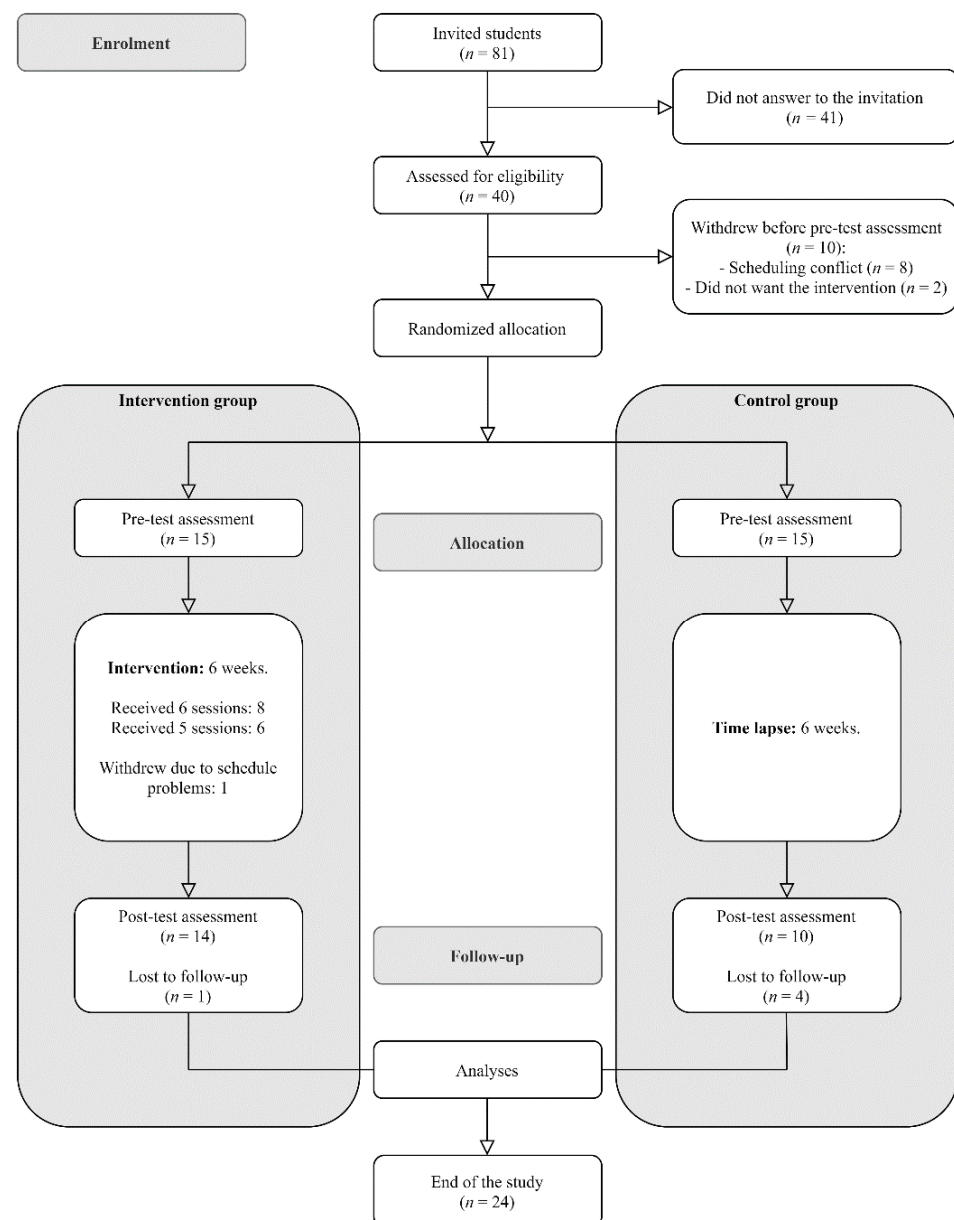 Enrolment
Invited students
(n = 81)
Did not answer to the invitation
(n = 41)
Assessed for eligibility
(n = 40)
Withdrew before pre-test assessment
(n = 10):
- Scheduling conflict (n = 8)
- Did not want the intervention (n = 2)
Randomized allocation
Intervention group
Control group
Pre-test assessment
(n = 15)
Allocation
Pre-test assessment
(n = 15)
Intervention: 6 weeks.
Received 6 sessions: 8
Received 5 sessions: 6
Withdrew due to schedule
problems: 1
Time lapse: 6 weeks.
Post-test assessment
(n = 14)
Lost to follow-up
(n = 1)
Follow-up
Post-test assessment
(n = 10)
Lost to follow-up
(n = 4)
Analyses
End of the study
(n = 24)